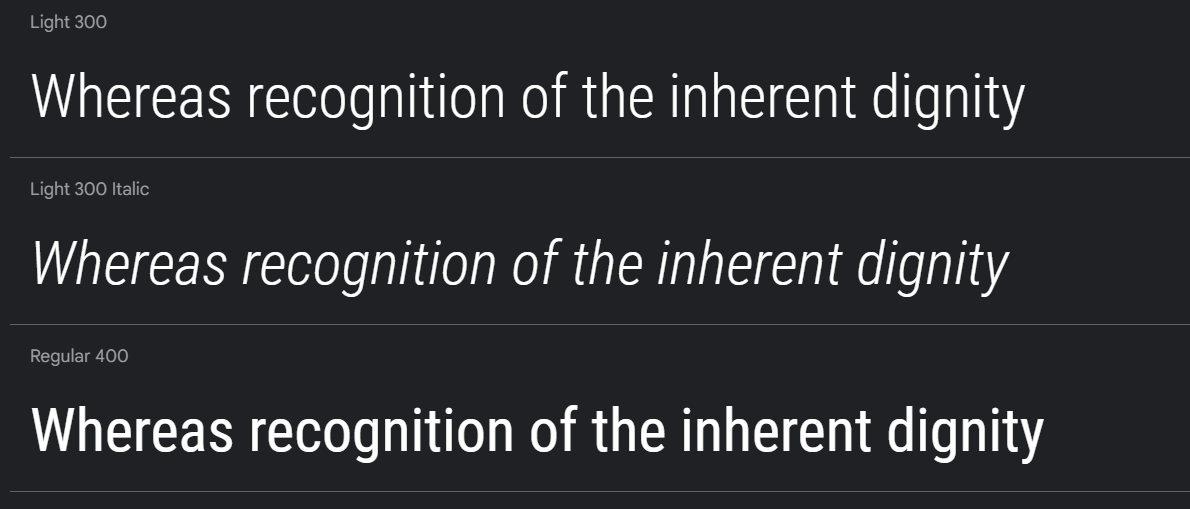 Light 300
Whereas recognition of the inherent dignity
Light 300 Italic
Whereas recognition of the inherent dignity
Regular 400
Whereas recognition of the inherent dignity